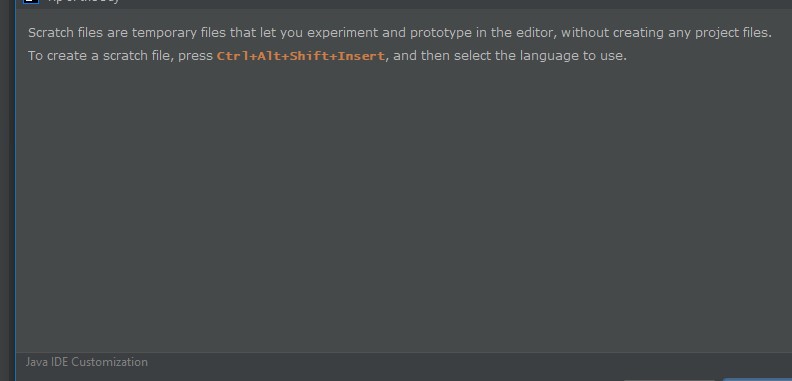 Scratch files are temporary files that let you experiment and prototype in the editor, without creating any project files.
To create a scratch file, press Ctrl+Alt+Shift+Insert, and then select the language to use.
Java IDE Customization